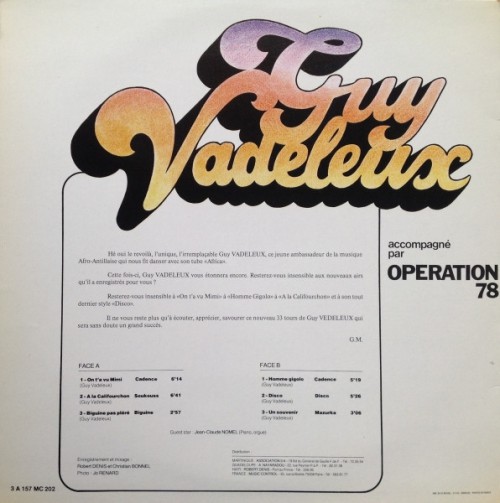 Guy
Vadeleux
accompagné
par
OPERATION
78
Hé oui le revoilà, l'unique, l'irremplaçable Guy VADELEUX, ce jeune ambassadeur de la musique
Afro-Antillaise qui nous fit danser avec son tube «Africa».
Cette fois-ci, Guy VADELEUX vous étonnera encore. Resterez-vous insensible aux nouveaux airs
qu'il a enregistrés pour vous ?
Resterez-vous insensible à «On t'a vu Mimi» à «Homme Gigolo» à «A la Califourchon» et à son tout
dernier style «Disco».
Il ne vous reste plus qu'à écouter, apprécier, savourer ce nouveau 33 tours de Guy VEDELEUX qui
sera sans doute un grand succès.
G.M.
FACE A
1 - On t'a vu Mimi Cadence 5'14
(Guy Vadeleux)
2 - A la Califourchon Soukouss 5'41
(Guy Vadeleux)
3 - Biguine pas piéré Biguine 2'57
(Guy Vadeleux)
FACE B
1 - Homme gigolo Cadence 5'19
(Guy Vadeleux)
2 - Disco Disco 5'36
(Guy Vadeleux)
3 - Un souvenir Mazurka 3'56
(Guy Vadeleux)
Guest star : Jean-Claude NAIMEL (Piano, orgue)
Enregistrement et mixage :
Robert DENIS et Christian BONNEL
Photo : Jo RENARD
Distribution :
3 A 157 MC 202